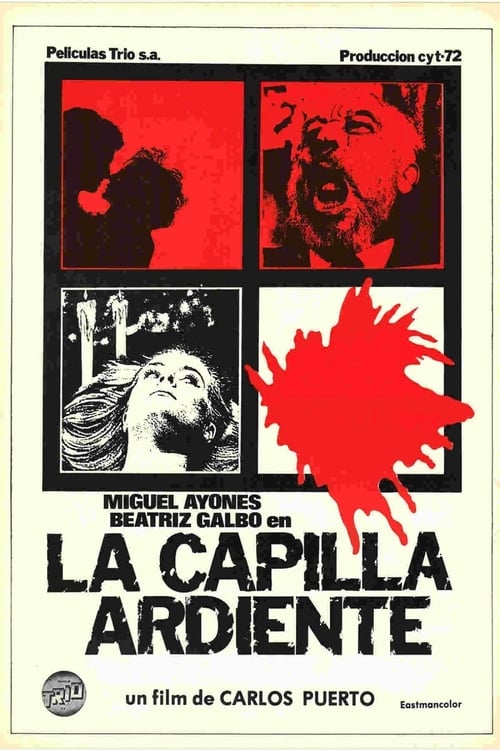 Peliculas Trio s.a.
Produccion cyt-72
MIGUEL AYONES
BEATRIZ GALBO en
LA CAPILLA
ARDIENTE
TRIO
un film de CARLOS PUERTO
Eastmancolor